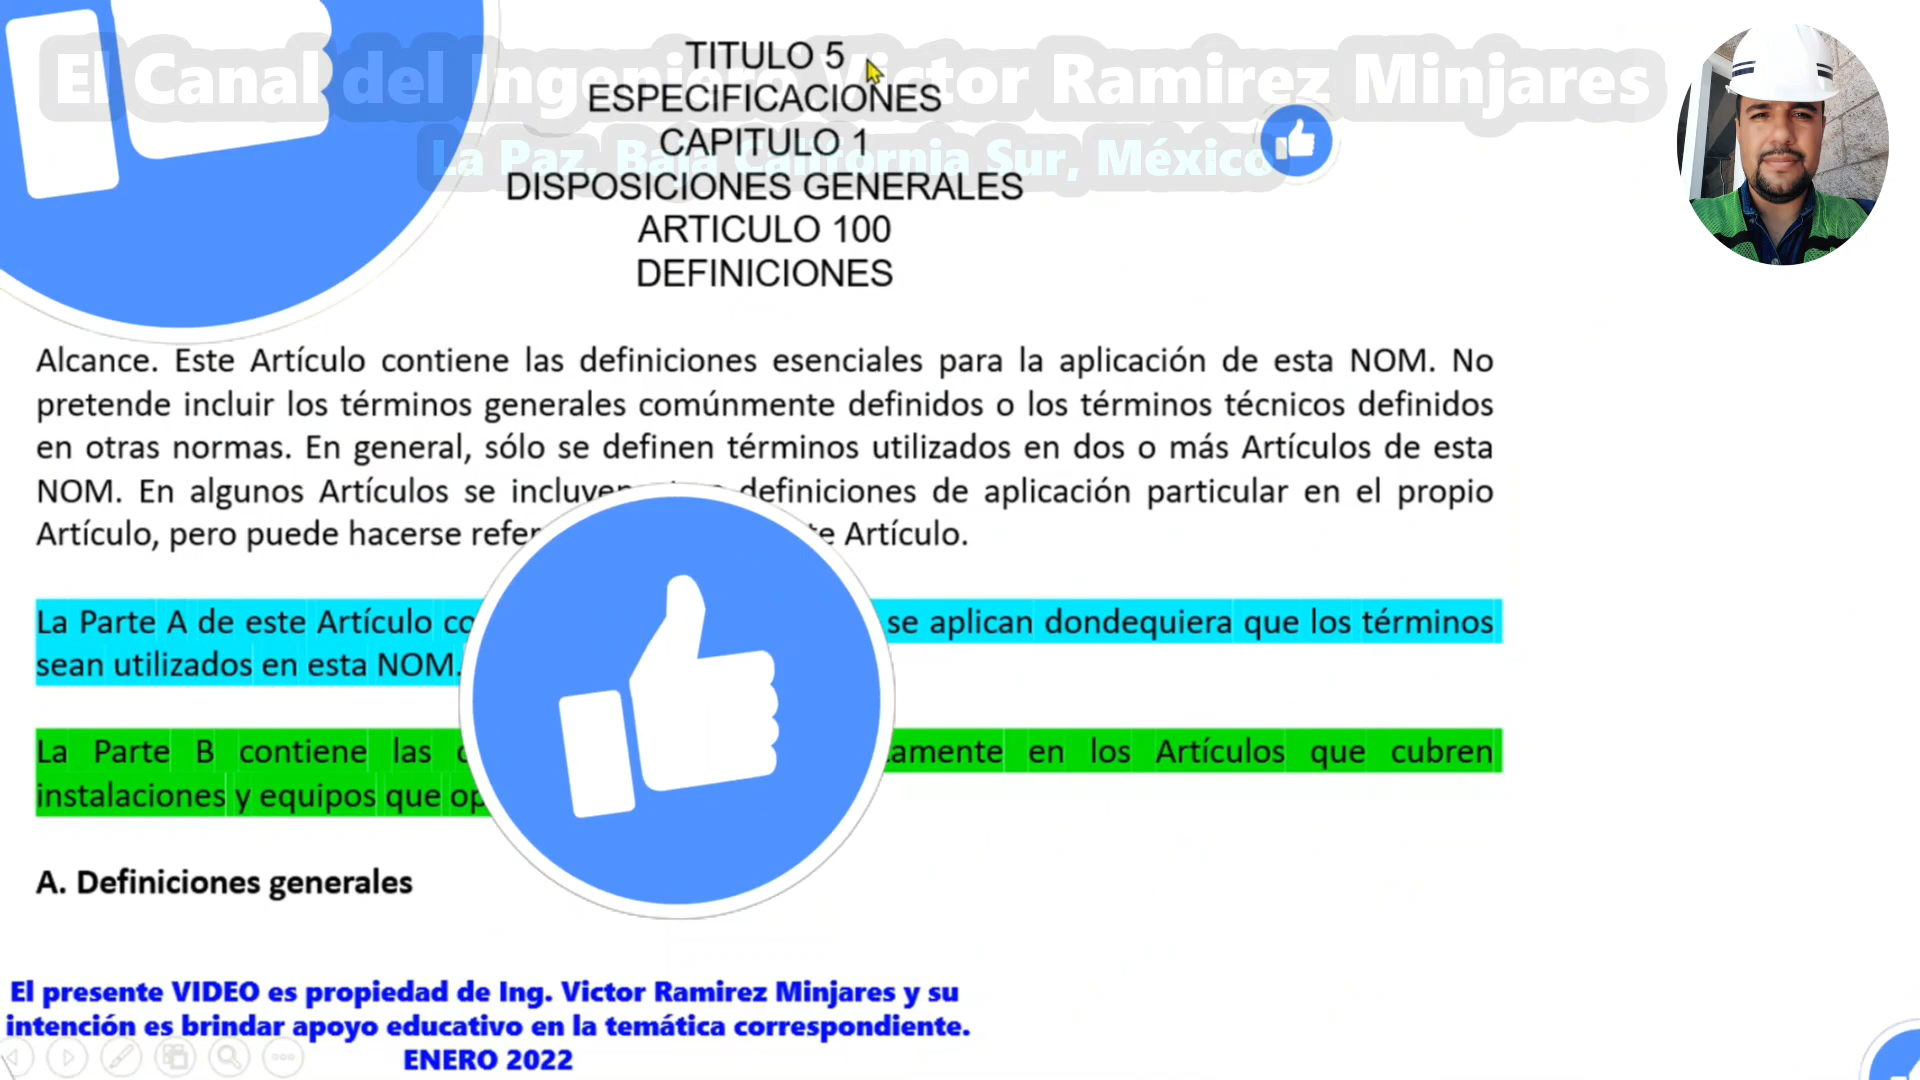 El Canal del Ingeniero Victor Ramirez Minjares
La Paz, Baja California Sur, México
TITULO 5
ESPECIFICACIONES
CAPITULO 1
DISPOSICIONES GENERALES
ARTICULO 100
DEFINICIONES
Alcance. Este Artículo contiene las definiciones esenciales para la aplicación de esta NOM. No
pretende incluir los términos generales comúnmente definidos o los términos técnicos definidos
en otras normas. En general, sólo se definen términos utilizados en dos o más Artículos de esta
NOM. En algunos Artículos se incluyen definiciones de aplicación particular en el propio
Artículo, pero puede hacerse Artículo.
La Parte A de este Artículo se aplican dondequiera que los términos
sean utilizados en esta NOM.
La Parte B contiene las en los Artículos que cubren
instalaciones y equipos que
A. Definiciones generales
El presente VIDEO es propiedad de Ing. Victor Ramirez Minjares y su
intención es brindar apoyo educativo en la temática correspondiente.
ENERO 2022